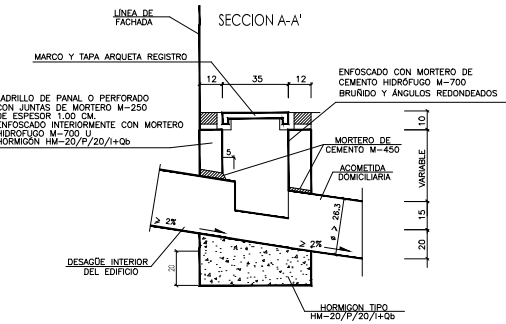 LÍNEA DE
FACHADA
SECCION A-A'
MARCO Y TAPA ARQUETA REGISTRO
12
35
12
ENFOSCADO CON MORTERO DE
CEMENTO HIDRÓFUGO M-700
BRUÑIDO Y ÁNGULOS REDONDEADOS
ADRILLO DE PANAL O PERFORADO
CON JUNTAS DE MORTERO M-250
DE ESPESOR 1.00 CM.
ENFOSCADO INTERIORMENTE CON MORTERO
HIDROFUGO M-700 U
HORMIGÓN HM-20/P/20/I+Qb
10
5
MORTERO DE
CEMENTO M-450
ACOMETIDA
DOMICILIARIA
VARIABLE
ø > 26,3
15
≥ 2%
≥ 2%
20
DESAGÜE INTERIOR
DEL EDIFICIO
20
HORMIGON TIPO
HM-20/P/20/I+Qb